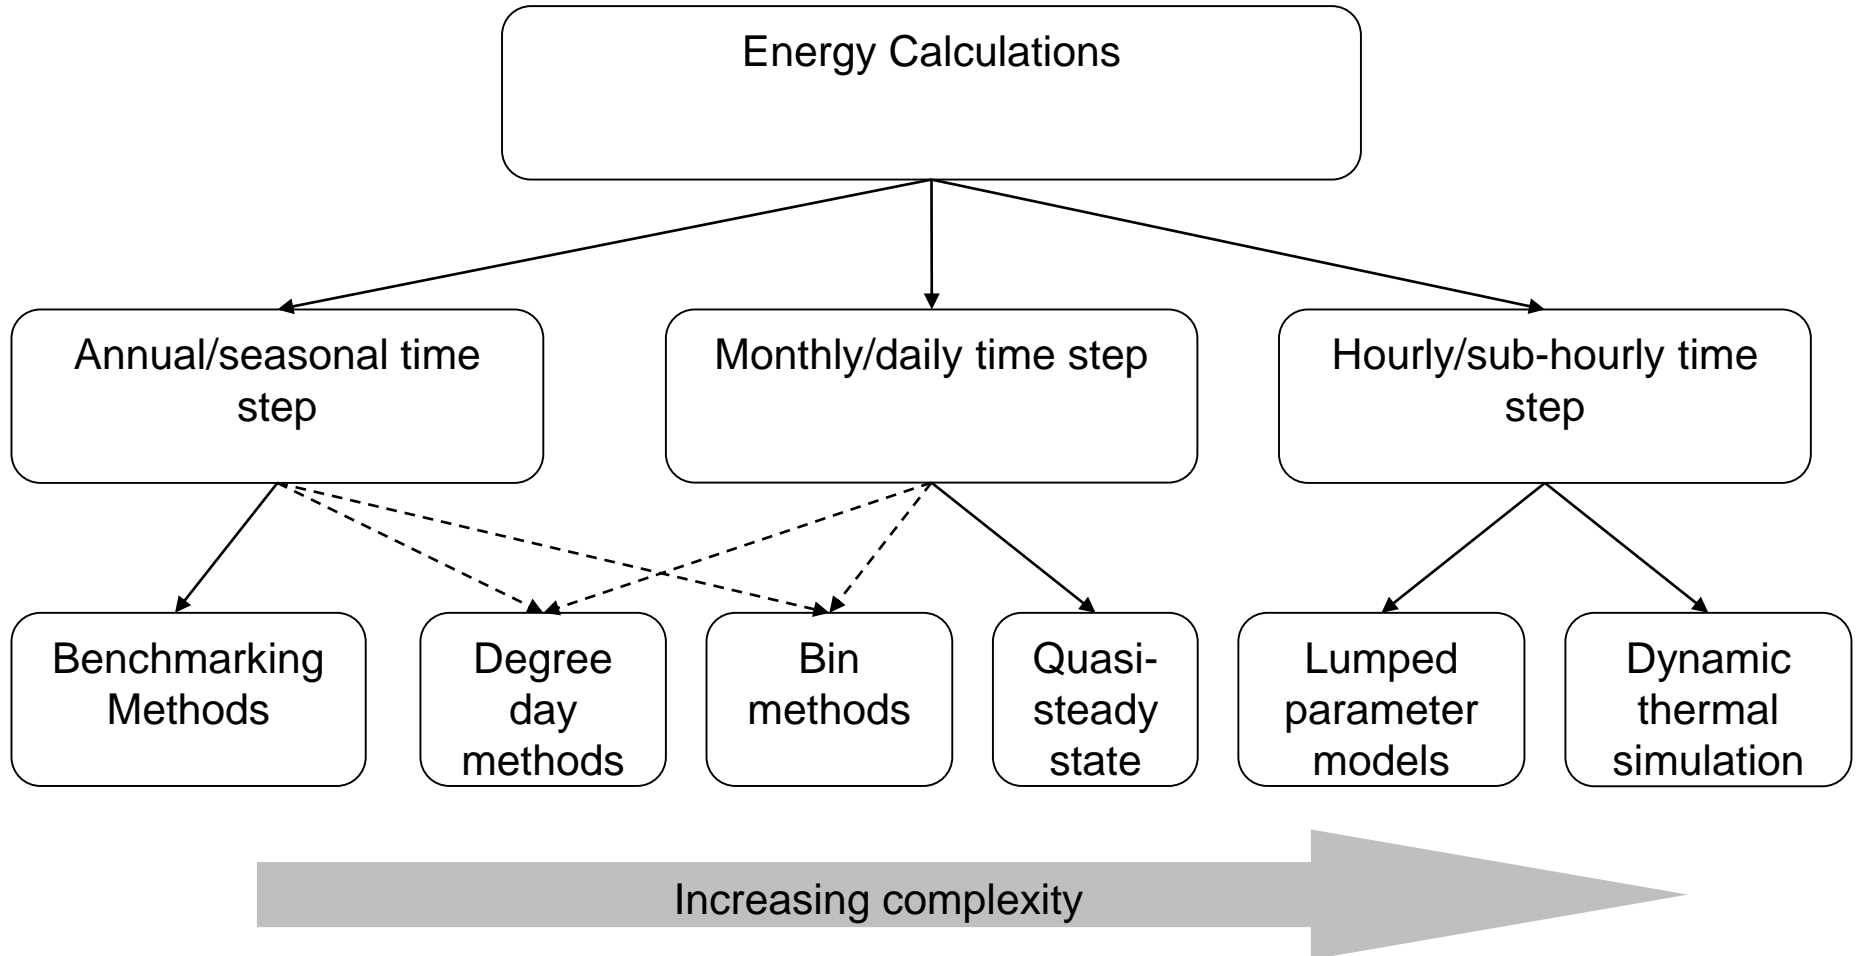 Energy Calculations
Annual/seasonal time
step
Monthly/daily time step
Hourly/sub-hourly time
step
Benchmarking
Methods
Degree
day
methods
Bin
methods
Quasi-
steady
state
Lumped
parameter
models
Dynamic
thermal
simulation
Increasing complexity